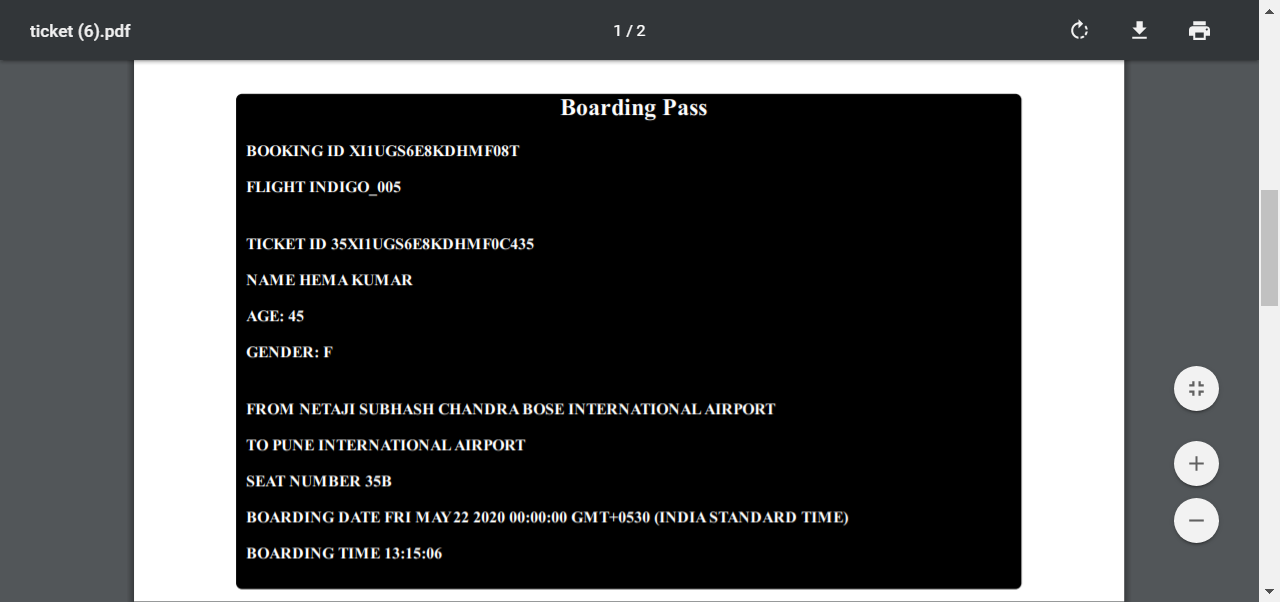 ticket (6).pdf
1 / 2
Boarding Pass
BOOKING ID XI1UGS6E8KDHMF08T
FLIGHT INDIGO_005
TICKET ID 35XI1UGS6E8KDHMF0C435
NAME HEMA KUMAR
AGE: 45
GENDER: F
FROM NETAJI SUBHASH CHANDRA BOSE INTERNATIONAL AIRPORT
TO PUNE INTERNATIONAL AIRPORT
SEAT NUMBER 35B
BOARDING DATE FRI MAY 22 2020 00:00:00 GMT+0530 (INDIA STANDARD TIME)
BOARDING TIME 13:15:06